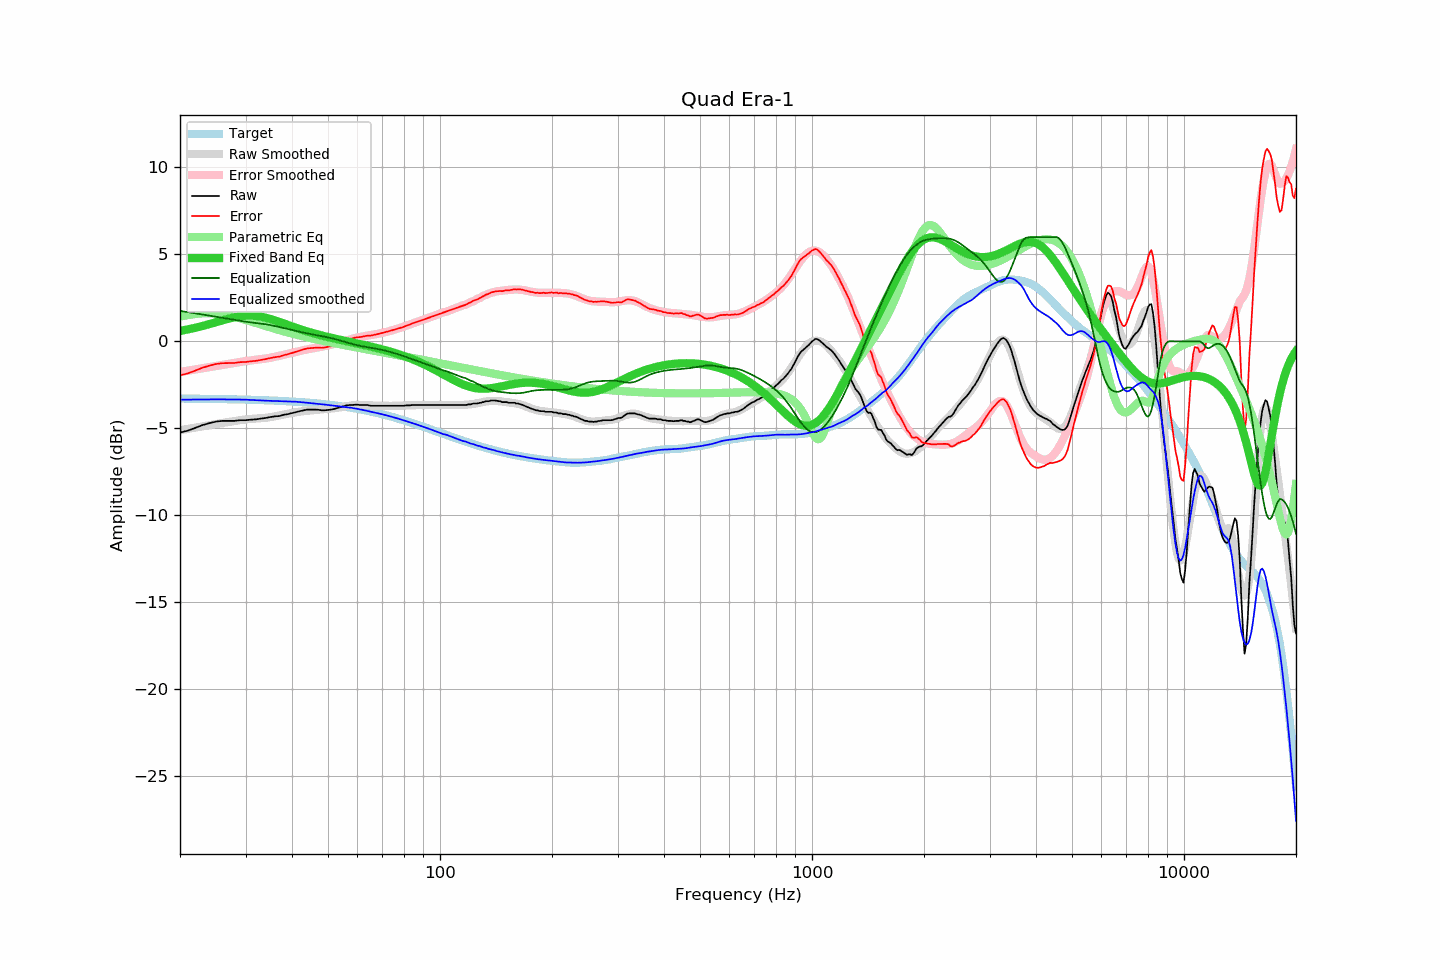 Quad Era-1
Target
Raw Smoothed
Error Smoothed
Raw
Error
Parametric Eq
Fixed Band Eq
Equalization
Equalized smoothed
10
5
0
−5
−10
−15
−20
−25
Amplitude (dBr)
100
1000
10000
Frequency (Hz)